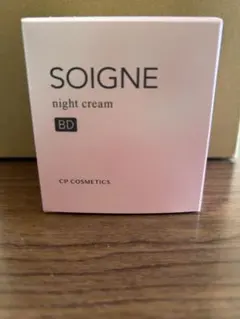 SOIGNE
night cream
BD
CP COSMETICS